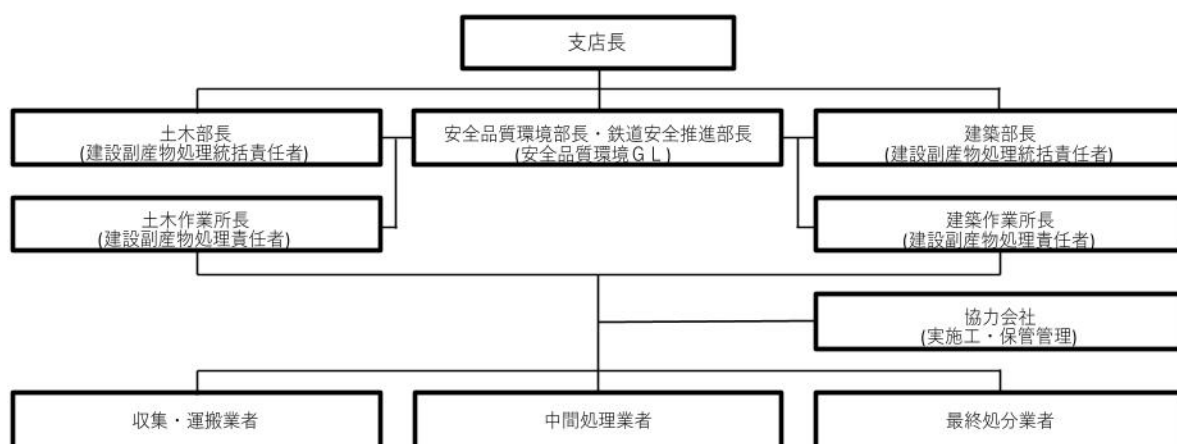 支店長
土木部長
(建設副産物処理統括責任者)
安全品質環境部長・鉄道安全推進部長
(安全品質環境ＧＬ)
建築部長
(建設副産物処理統括責任者)
土木作業所長
(建設副産物処理責任者)
建築作業所長
(建設副産物処理責任者)
協力会社
(実施工・保管管理)
収集・運搬業者
中間処理業者
最終処分業者